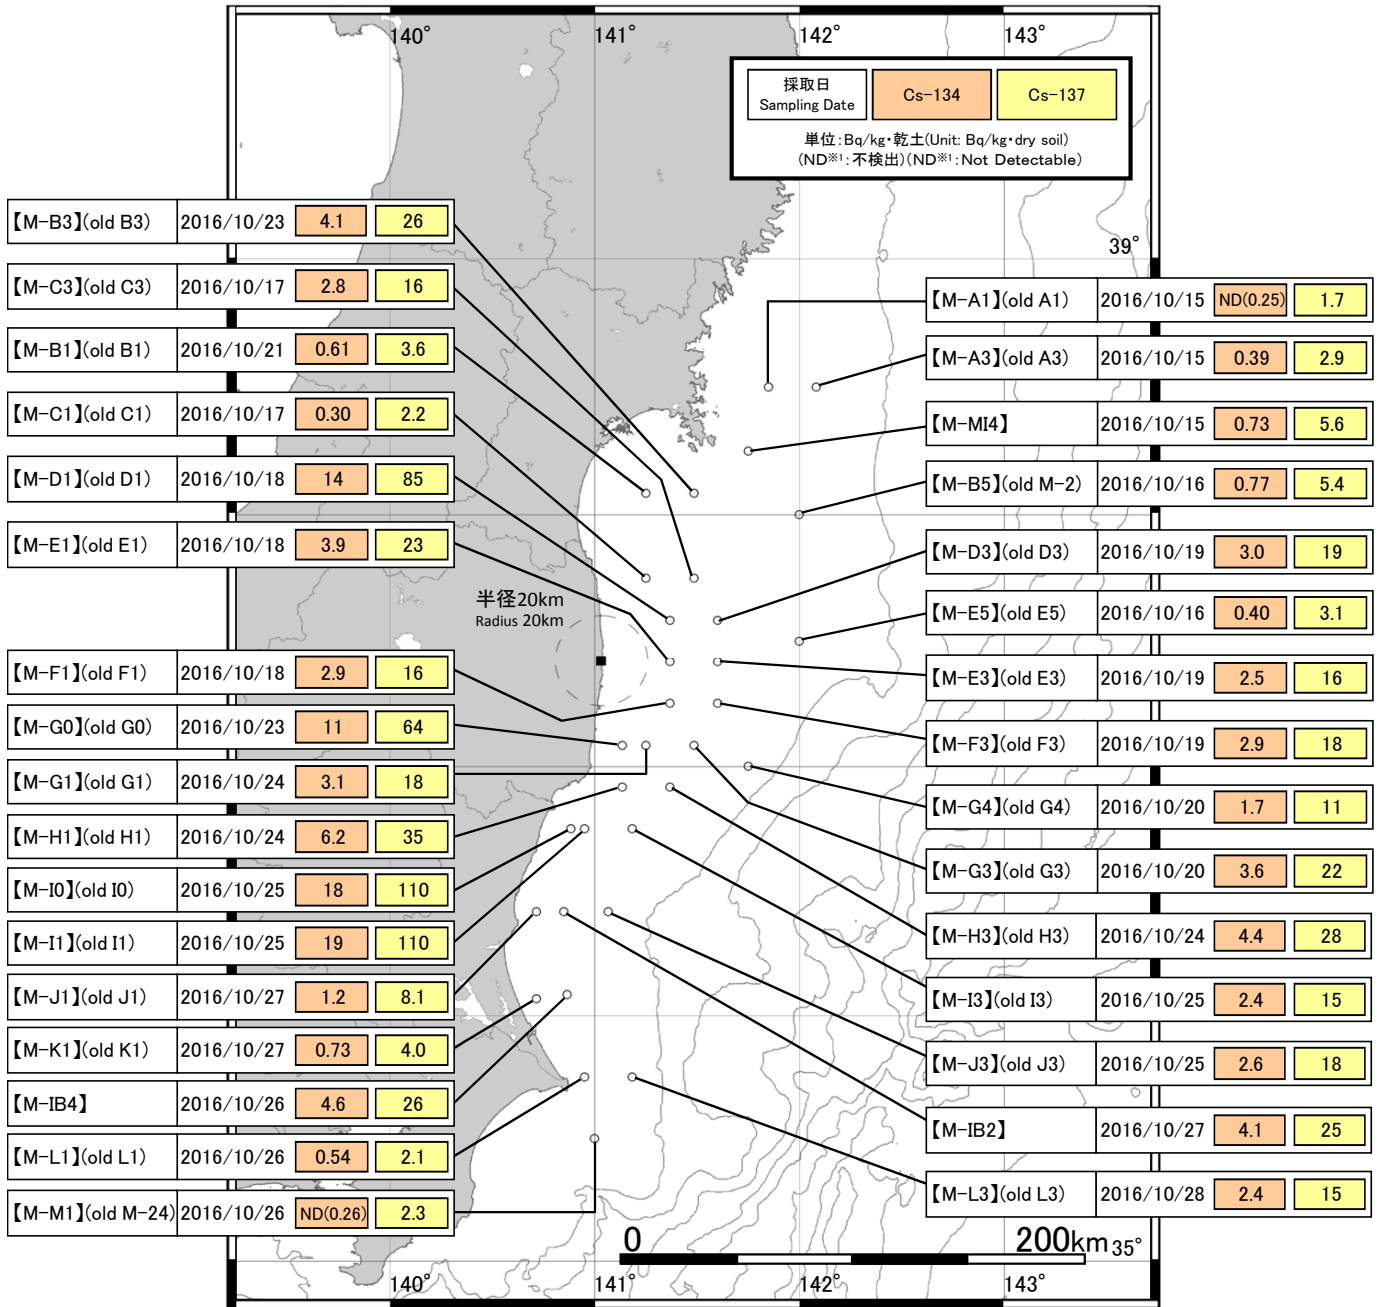 140° 141° 142° 143°
採取日
Sampling Date
Cs-134
Cs-137
単位:Bq/kg・乾土(Unit: Bq/kg・dry soil)
(ND※1:不検出)(ND※1:Not Detectable)
39°
【M-B3】(old B3) 2016/10/23 4.1 26
【M-C3】(old C3) 2016/10/17 2.8 16
【M-B1】(old B1) 2016/10/21 0.61 3.6
【M-C1】(old C1) 2016/10/17 0.30 2.2
【M-D1】(old D1) 2016/10/18 14 85
【M-E1】(old E1) 2016/10/18 3.9 23
半径20km
Radius 20km
【M-F1】(old F1) 2016/10/18 2.9 16
【M-G0】(old G0) 2016/10/23 11 64
【M-G1】(old G1) 2016/10/24 3.1 18
【M-H1】(old H1) 2016/10/24 6.2 35
【M-I0】(old I0) 2016/10/25 18 110
【M-I1】(old I1) 2016/10/25 19 110
【M-J1】(old J1) 2016/10/27 1.2 8.1
【M-K1】(old K1) 2016/10/27 0.73 4.0
【M-IB4】 2016/10/26 4.6 26
【M-L1】(old L1) 2016/10/26 0.54 2.1
【M-M1】(old M-24) 2016/10/26 ND(0.26) 2.3
【M-A1】(old A1) 2016/10/15 ND(0.25) 1.7
【M-A3】(old A3) 2016/10/15 0.39 2.9
【M-MI4】 2016/10/15 0.73 5.6
【M-B5】(old M-2) 2016/10/16 0.77 5.4
【M-D3】(old D3) 2016/10/19 3.0 19
【M-E5】(old E5) 2016/10/16 0.40 3.1
【M-E3】(old E3) 2016/10/19 2.5 16
【M-F3】(old F3) 2016/10/19 2.9 18
【M-G4】(old G4) 2016/10/20 1.7 11
【M-G3】(old G3) 2016/10/20 3.6 22
【M-H3】(old H3) 2016/10/24 4.4 28
【M-I3】(old I3) 2016/10/25 2.4 15
【M-J3】(old J3) 2016/10/25 2.6 18
【M-IB2】 2016/10/27 4.1 25
【M-L3】(old L3) 2016/10/28 2.4 15
0 200km 35°
140° 141° 142° 143°